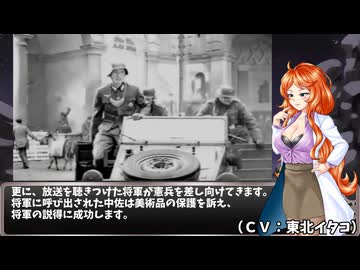 更に、放送を聴きつけた将軍が憲兵を差し向けてきます。
将軍に呼び出された中佐は美術品の保護を訴え、
将軍の説得に成功します。
（ＣＶ：東北イタコ）